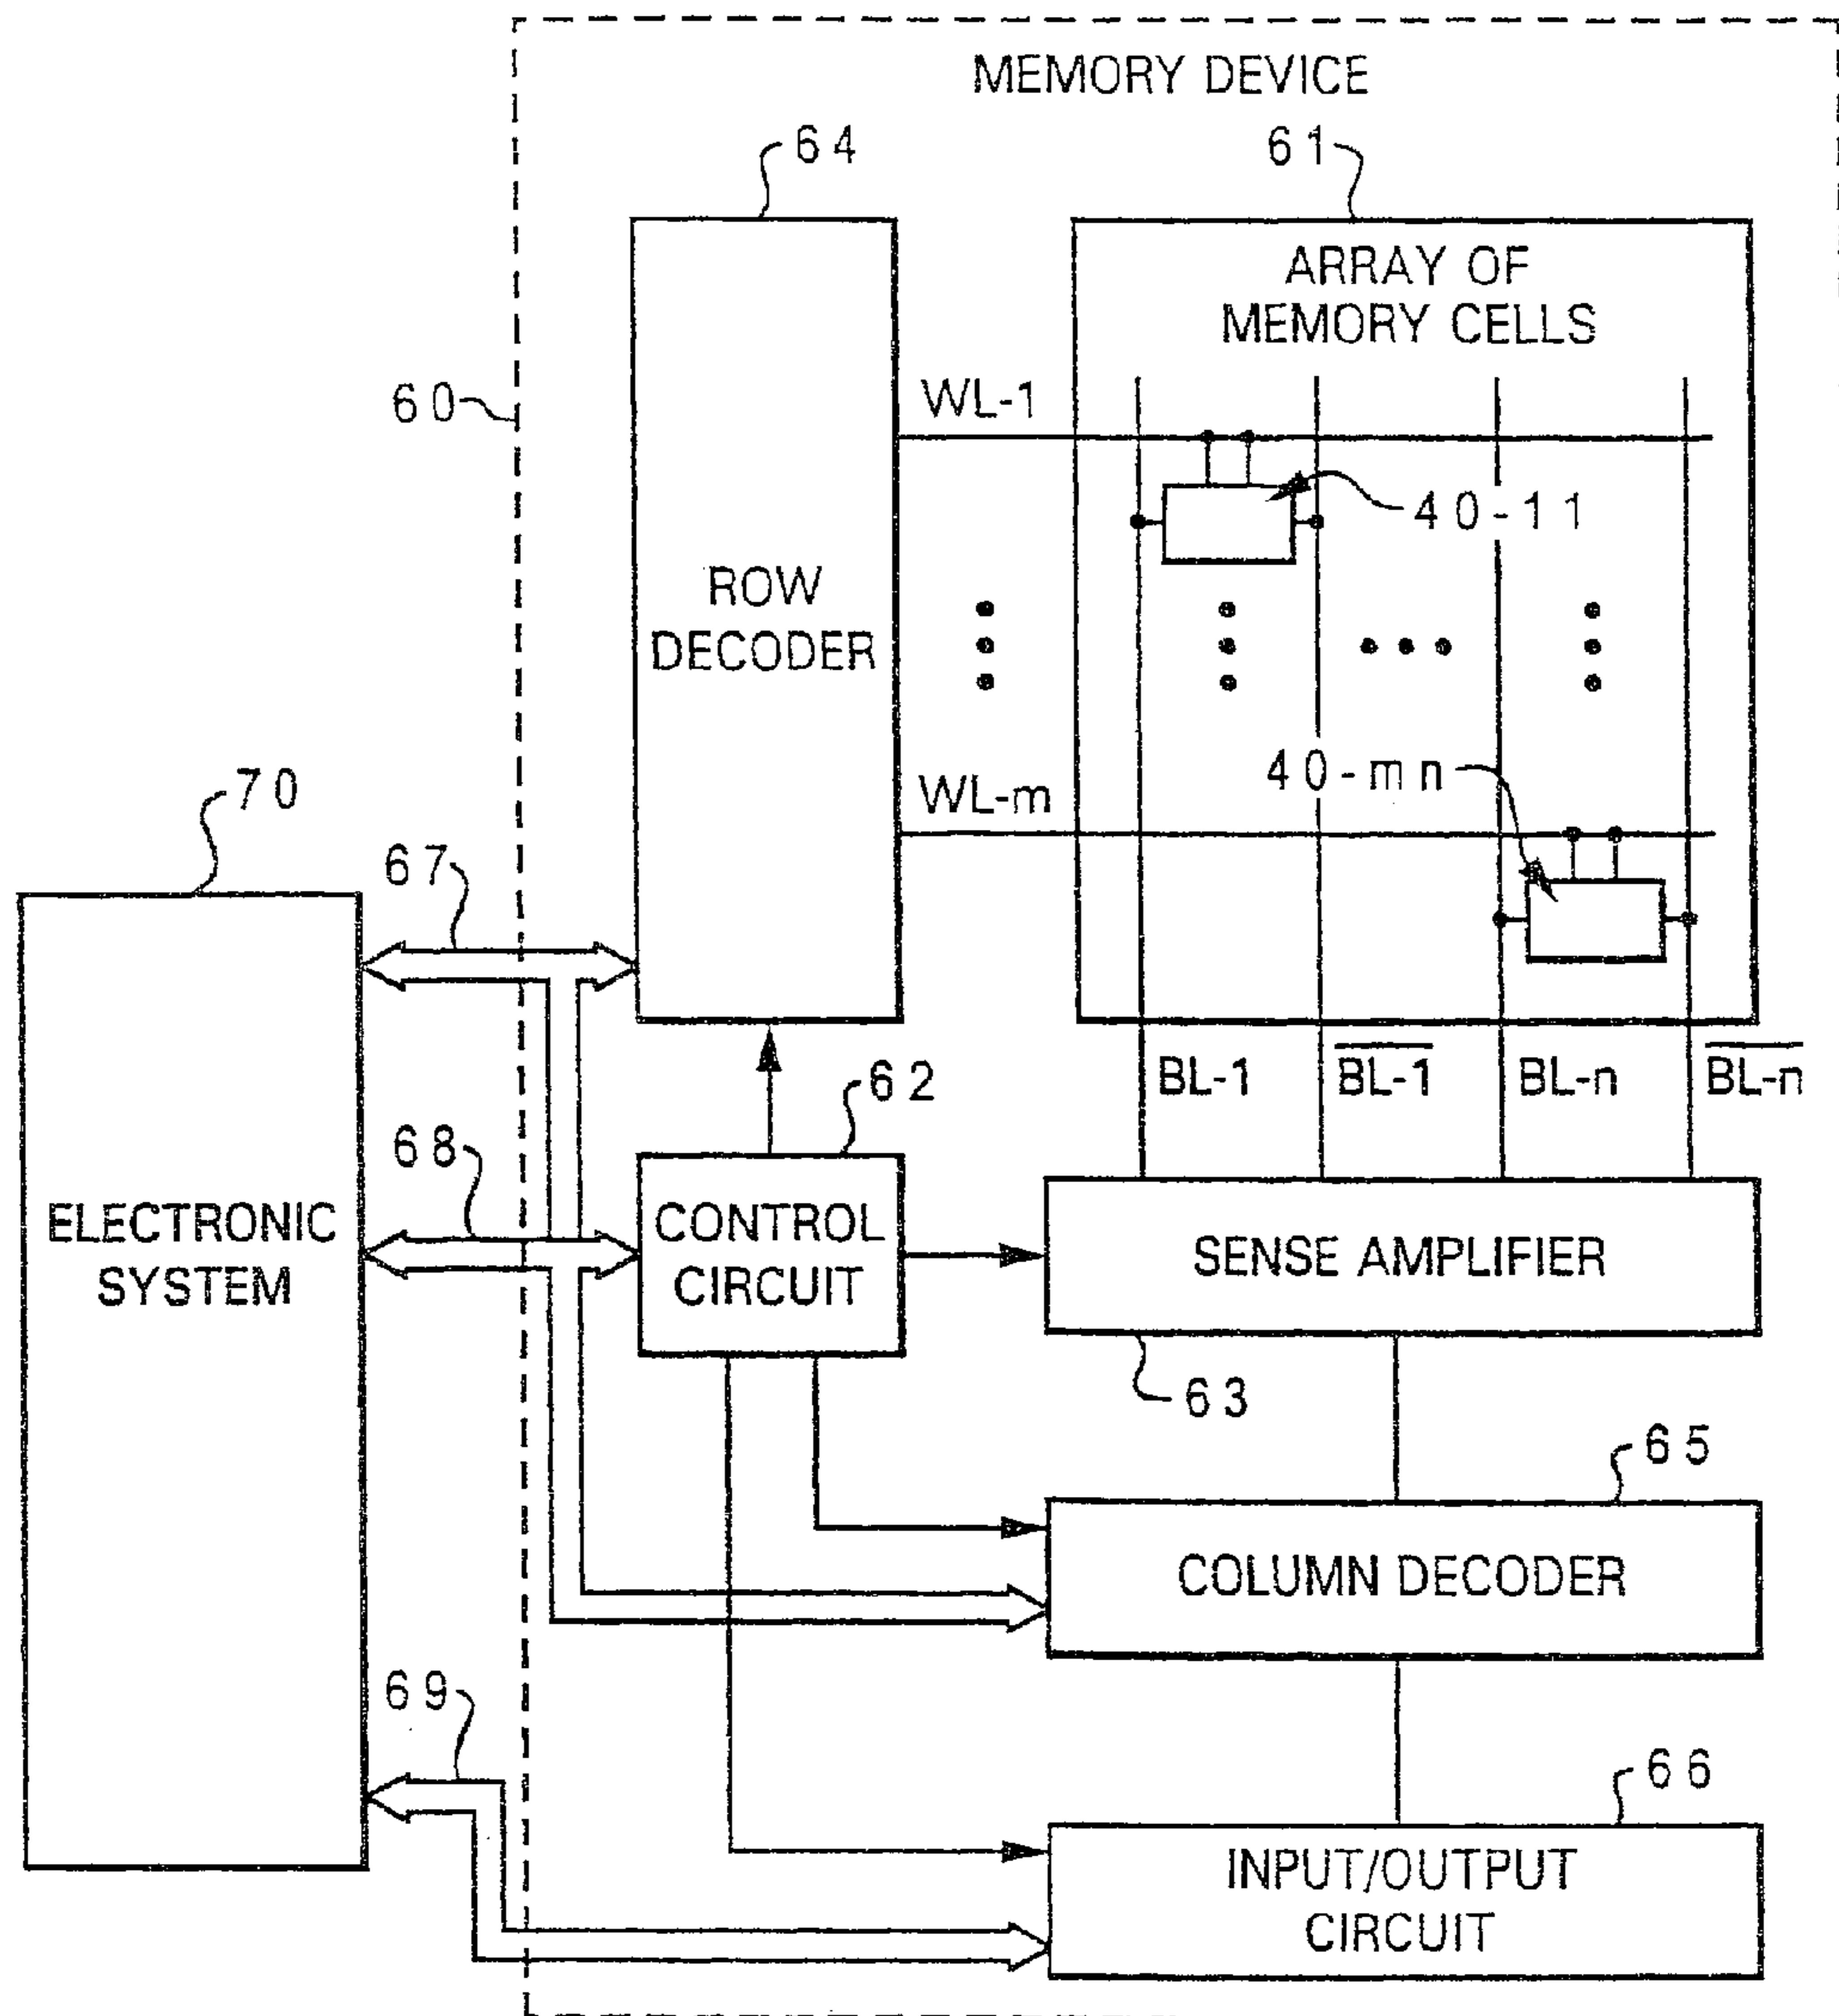 MEMORY DEVICE
64
61
ARRAY OF
MEMORY CELLS
60
WL-1
40-11
ROW
DECODER
40-mn
WL-m
70
67
BL-1
B̅L̅-̅1̅
BL-n
B̅L̅-̅n̅
62
68
ELECTRONIC
SYSTEM
CONTROL
CIRCUIT
SENSE AMPLIFIER
63
65
COLUMN DECODER
69
66
INPUT/OUTPUT
CIRCUIT